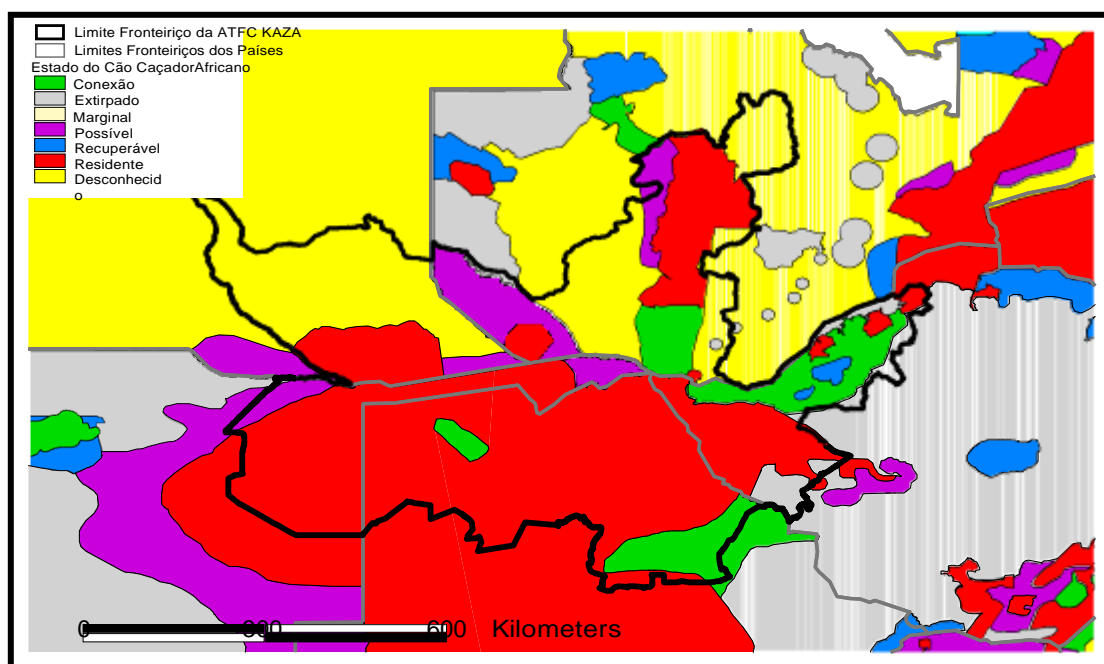 Limite Fronteiriço da ATFC KAZA
Limites Fronteiriços dos Países
Estado do Cão CaçadorAfricano
Conexão
Extirpado
Marginal
Possível
Recuperável
Residente
Desconhecid
o
0 300 600 Kilometers